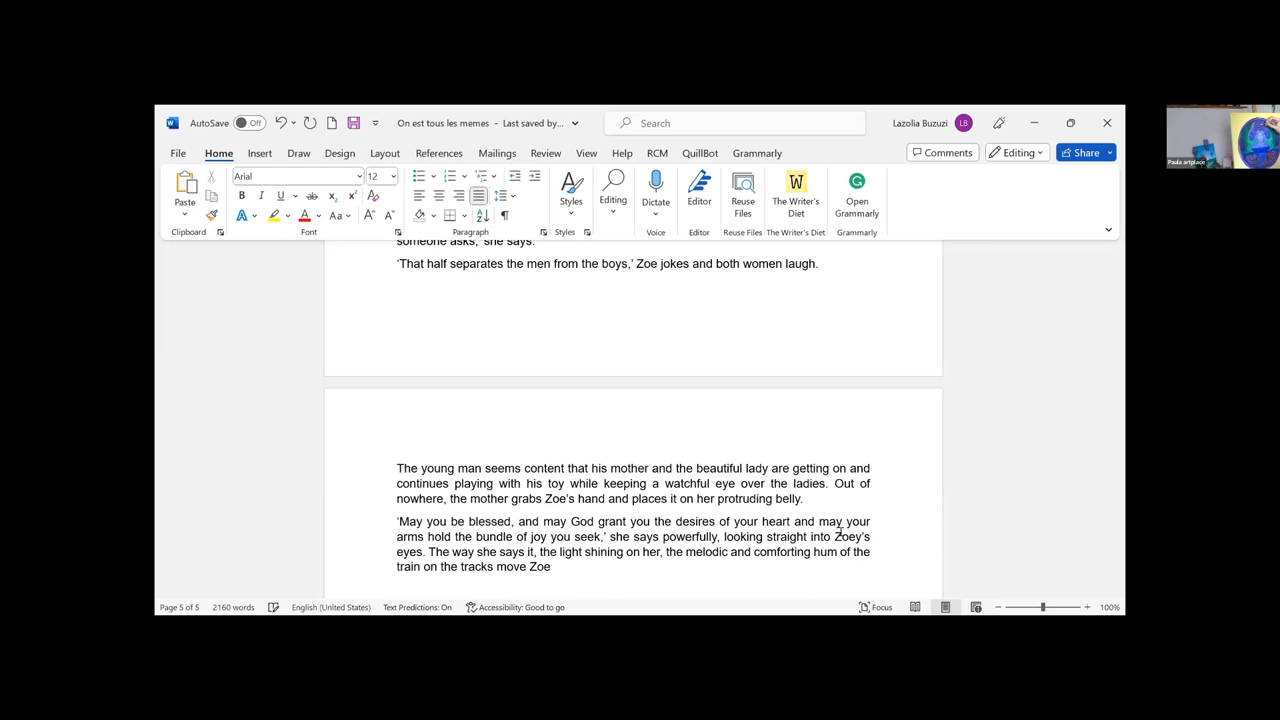 AutoSave Off On est tous les memes - Last saved by... Search Lazolia Buzuzi LB
File Home Insert Draw Design Layout References Mailings Review View Help RCM QuillBot Grammarly Comments Editing Share
Paste
Arial 12
Styles Editing Dictate Editor Reuse Files The Writer's Diet Open Grammarly
Clipboard Font Paragraph Styles Voice Editor Reuse Files The Writer's Diet Grammarly
someone asks,' she says.
'That half separates the men from the boys,' Zoe jokes and both women laugh.
The young man seems content that his mother and the beautiful lady are getting on and
continues playing with his toy while keeping a watchful eye over the ladies. Out of
nowhere, the mother grabs Zoe's hand and places it on her protruding belly.
'May you be blessed, and may God grant you the desires of your heart and may your
arms hold the bundle of joy you seek,' she says powerfully, looking straight into Zoey's
eyes. The way she says it, the light shining on her, the melodic and comforting hum of the
train on the tracks move Zoe
Page 5 of 5 2160 words English (United States) Text Predictions: On Accessibility: Good to go Focus 100%
Paula artplace